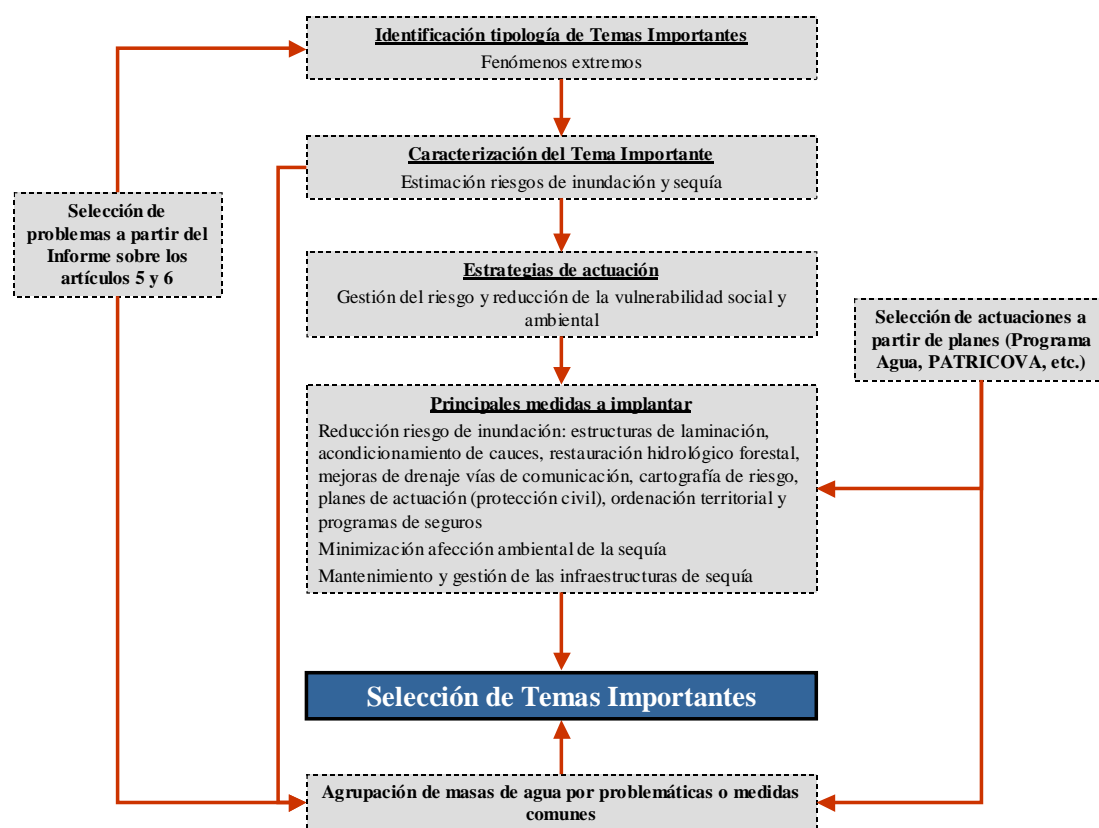 Identificación tipología de Temas Importantes
Fenómenos extremos
Caracterización del Tema Importante
Estimación riesgos de inundación y sequía
Selección de
problemas a partir del
Informe sobre los
artículos 5 y 6
Estrategias de actuación
Gestión del riesgo y reducción de la vulnerabilidad social y
ambiental
Selección de actuaciones a
partir de planes (Programa
Agua, PATRICOVA, etc.)
Principales medidas a implantar
Reducción riesgo de inundación: estructuras de laminación,
acondicionamiento de cauces, restauración hidrológico forestal,
mejoras de drenaje vías de comunicación, cartografía de riesgo,
planes de actuación (protección civil), ordenación territorial y
programas de seguros
Minimización afección ambiental de la sequía
Mantenimiento y gestión de las infraestructuras de sequía
Selección de Temas Importantes
Agrupación de masas de agua por problemáticas o medidas
comunes